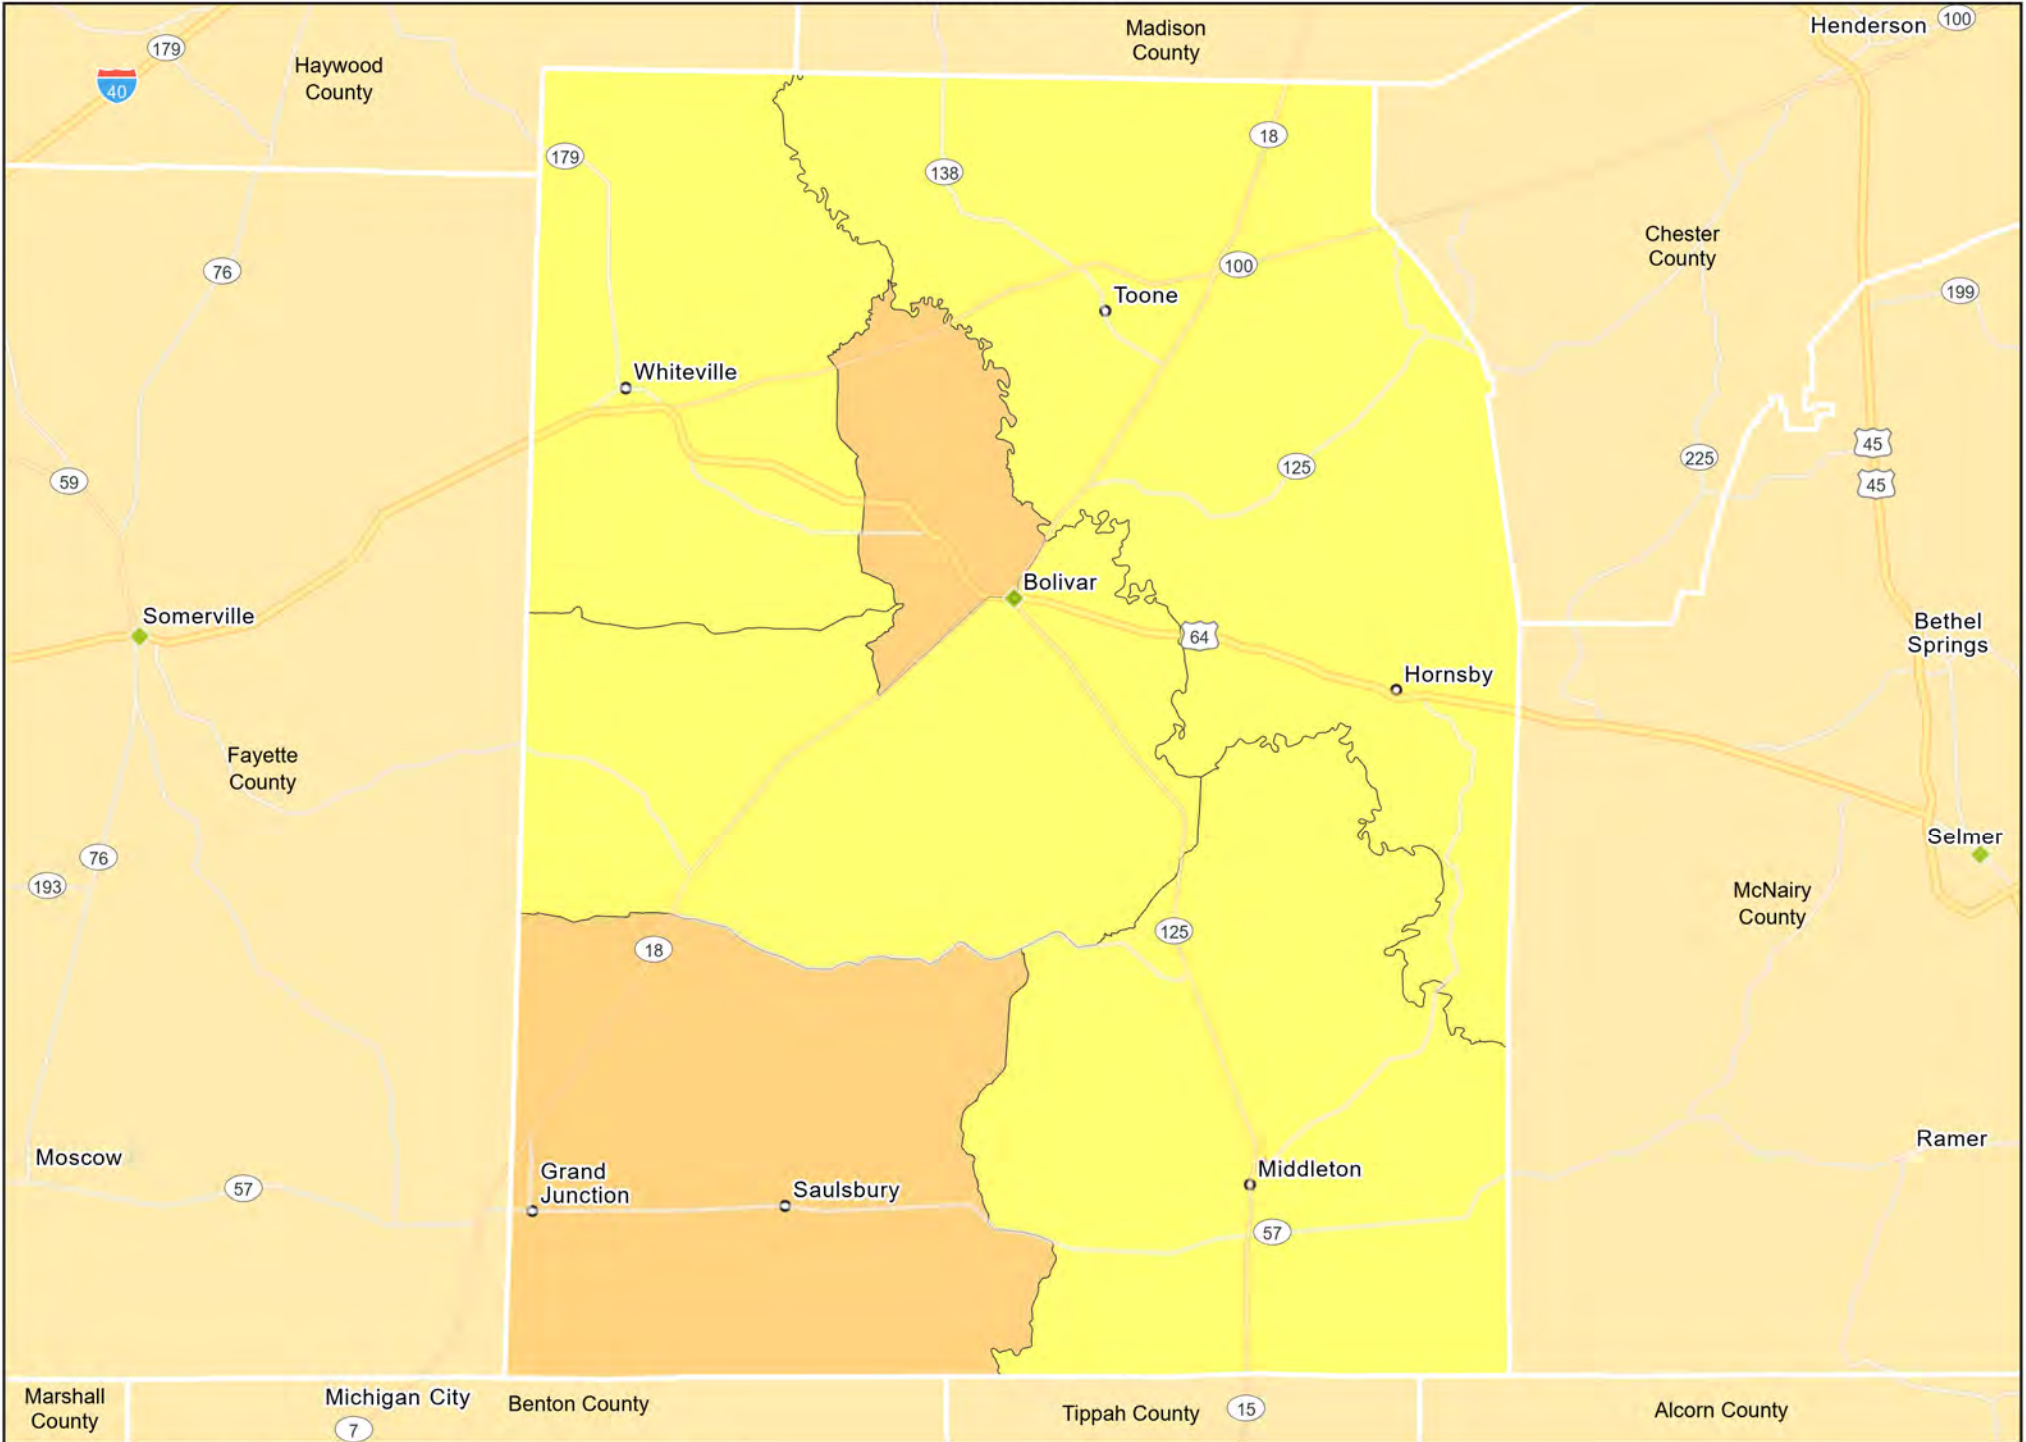 Madison
County
Henderson
100
179
Haywood
County
40
18
179
138
Chester
County
76
100
199
Toone
Whiteville
45
225
125
59
45
Bolivar
Somerville
64
Bethel
Springs
Hornsby
Fayette
County
Selmer
76
193
McNairy
County
125
18
Ramer
Moscow
Grand
Junction
Middleton
57
Saulsbury
57
Marshall
County
Michigan City
7
Benton County
Tippah County
15
Alcorn County